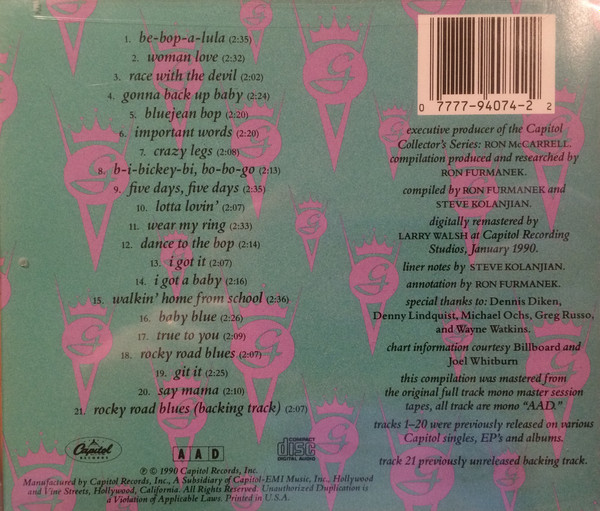 1. be-bop-a-lula (2:35)
2. woman love (2:32)
3. race with the devil (2:02)
4. gonna back up baby (2:24)
5. bluejean bop (2:20)
6. important words (2:20)
7. crazy legs (2:08)
8. b-i-bickey-bi, bo-bo-go (2:13)
9. five days, five days (2:35)
10. lotta lovin' (2:07)
11. wear my ring (2:33)
12. dance to the bop (2:14)
13. i got it (2:07)
14. i got a baby (2:16)
15. walkin' home from school (2:36)
16. baby blue (2:26)
17. true to you (2:09)
18. rocky road blues (2:07)
19. git it (2:25)
20. say mama (2:10)
21. rocky road blues (backing track) (2:07)
0 7777-94074-2 2
executive producer of the Capitol
Collector's Series: RON McCARRELL.
compilation produced and researched by
RON FURMANEK.
compiled by RON FURMANEK and
STEVE KOLANJIAN.
digitally remastered by
LARRY WALSH at Capitol Recording
Studios, January 1990.
liner notes by STEVE KOLANJIAN.
annotation by RON FURMANEK.
special thanks to: Dennis Diken,
Denny Lindquist, Michael Ochs, Greg Russo,
and Wayne Watkins.
chart information courtesy Billboard and
Joel Whitburn
this compilation was mastered from
the original full track mono master session
tapes, all track are mono "AAD."
tracks 1-20 were previously released on various
Capitol singles, EP's and albums.
track 21 previously unreleased backing track.
Capitol
RECORDS
A A D
COMPACT
disc
DIGITAL AUDIO
℗ © 1990 Capitol Records, Inc.
Manufactured by Capitol Records, Inc., A Subsidiary of Capitol-EMI Music, Inc., Hollywood
and Vine Streets, Hollywood, California. All Rights Reserved. Unauthorized Duplication is
a Violation of Applicable Laws. Printed in U.S.A.